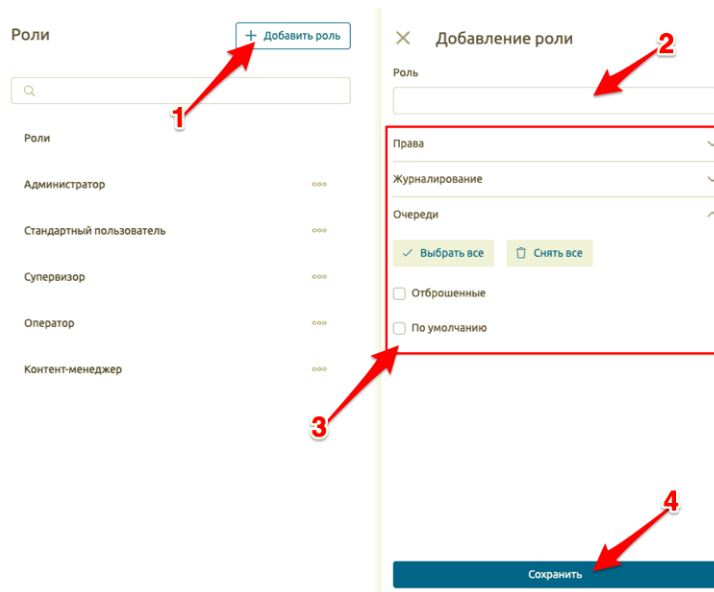 Роли
+ Добавить роль
1
Роли
Администратор
Стандартный пользователь
Супервизор
Оператор
Контент-менеджер
Добавление роли
2
Роль
Права
Журналирование
Очереди
Выбрать все
Снять все
Отброшенные
По умолчанию
3
4
Сохранить